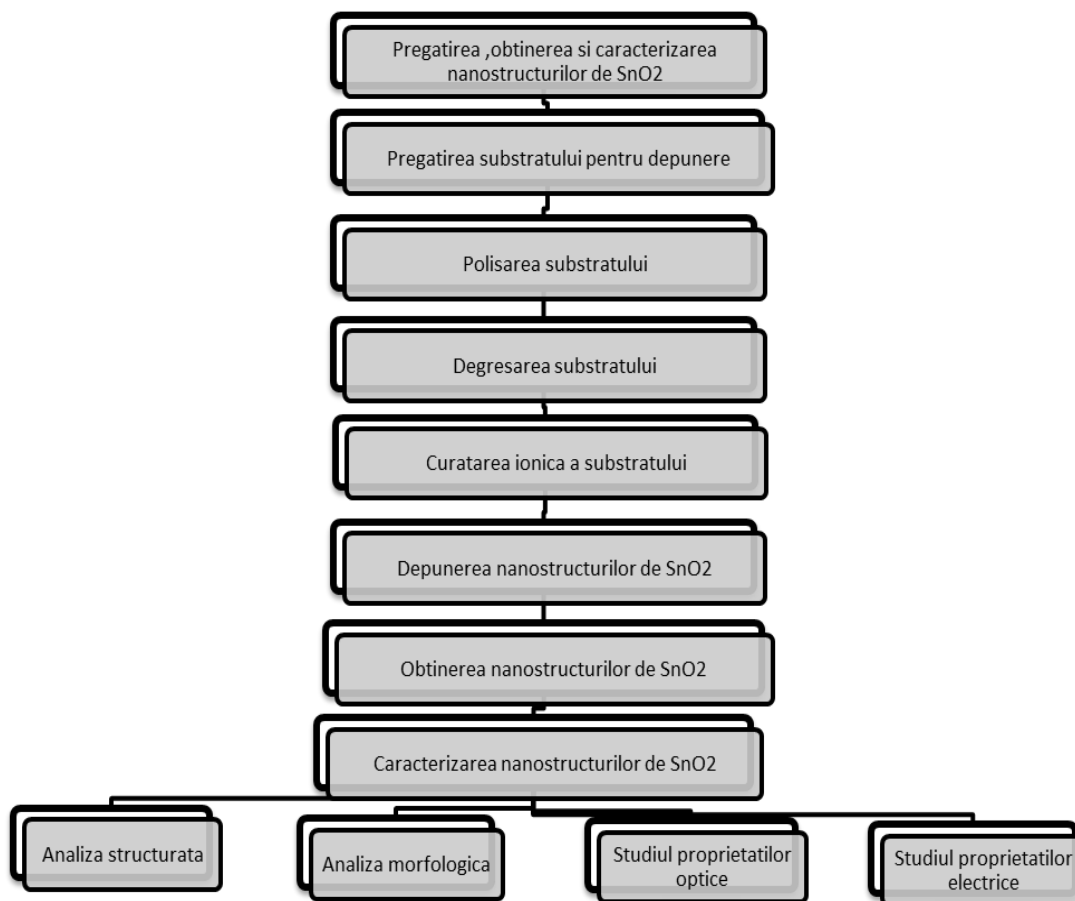 Pregatirea ,obtinerea si caracterizarea
nanostructurilor de SnO2
Pregatirea substratului pentru depunere
Polisarea substratului
Degresarea substratului
Curatarea ionica a substratului
Depunerea nanostructurilor de SnO2
Obtinerea nanostructurilor de SnO2
Caracterizarea nanostructurilor de SnO2
Analiza structurata
Analiza morfologica
Studiul proprietatilor
optice
Studiul proprietatilor
electrice